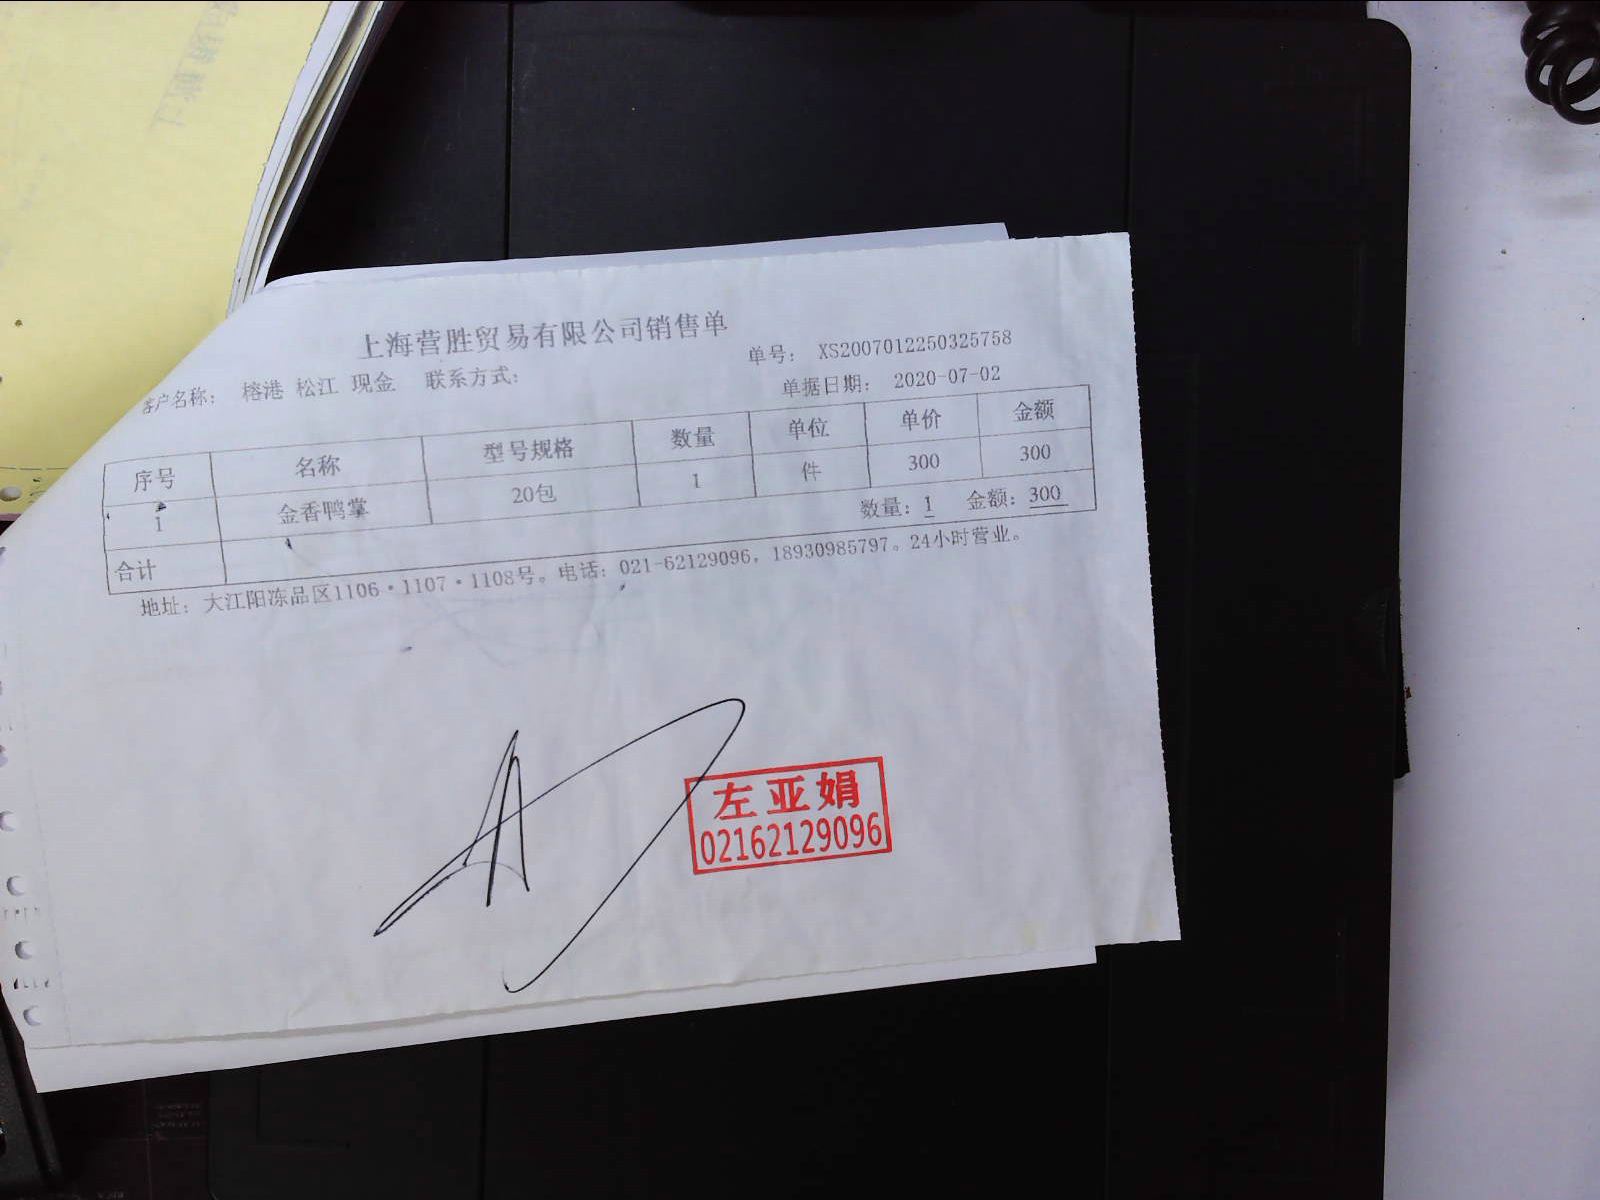 上海营胜贸易有限公司销售单
单号： XS2007012250325758
客户名称： 榕港 松江 现金 联系方式：
单据日期： 2020-07-02
序号 名称 型号规格 数量 单位 单价 金额
1 金香鸭掌 20包 1 件 300 300
合计 数量：1 金额：300
地址：大江阳冻品区1106·1107·1108号。电话：021-62129096，18930985797。24小时营业。
左亚娟
02162129096